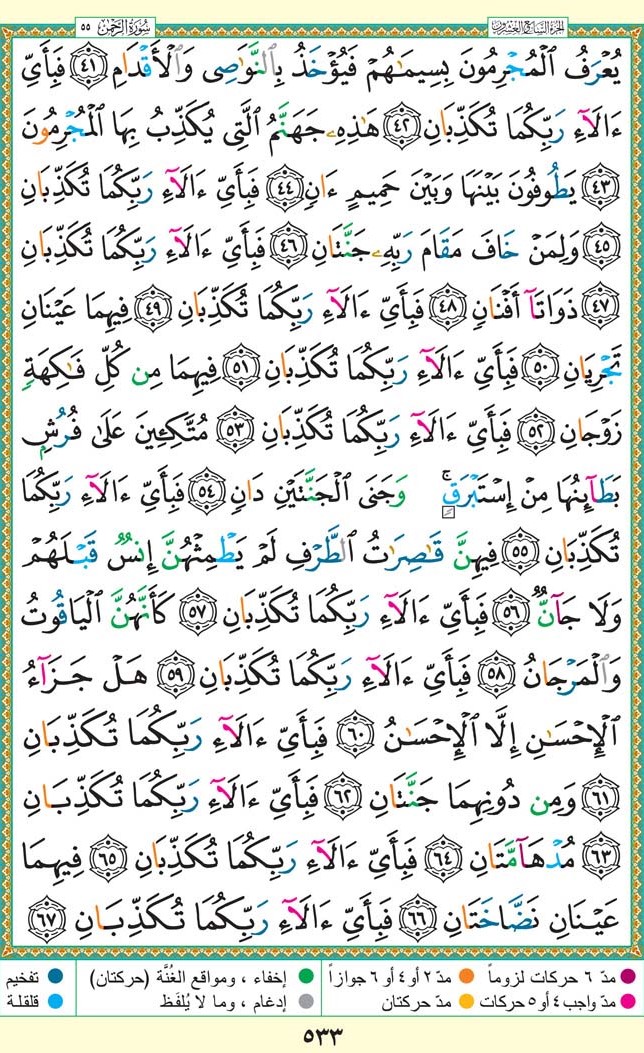 الجزء السابع والعشرون سورة الرحمن ٥٥
يُعْرَفُ ٱلْمُجْرِمُونَ بِسِيمَٰهُمْ فَيُؤْخَذُ بِٱلنَّوَٰصِى وَٱلْأَقْدَامِ ٤١ فَبِأَىِّ
ءَالَآءِ رَبِّكُمَا تُكَذِّبَانِ ٤٢ هَٰذِهِۦ جَهَنَّمُ ٱلَّتِى يُكَذِّبُ بِهَا ٱلْمُجْرِمُونَ
٤٣ يَطُوفُونَ بَيْنَهَا وَبَيْنَ حَمِيمٍ ءَانٍ ٤٤ فَبِأَىِّ ءَالَآءِ رَبِّكُمَا تُكَذِّبَانِ
٤٥ وَلِمَنْ خَافَ مَقَامَ رَبِّهِۦ جَنَّتَانِ ٤٦ فَبِأَىِّ ءَالَآءِ رَبِّكُمَا تُكَذِّبَانِ
٤٧ ذَوَاتَآ أَفْنَانٍ ٤٨ فَبِأَىِّ ءَالَآءِ رَبِّكُمَا تُكَذِّبَانِ ٤٩ فِيهِمَا عَيْنَانِ
تَجْرِيَانِ ٥٠ فَبِأَىِّ ءَالَآءِ رَبِّكُمَا تُكَذِّبَانِ ٥١ فِيهِمَا مِن كُلِّ فَٰكِهَةٍ
زَوْجَانِ ٥٢ فَبِأَىِّ ءَالَآءِ رَبِّكُمَا تُكَذِّبَانِ ٥٣ مُتَّكِـِٔينَ عَلَىٰ فُرُشٍۭ
بَطَآئِنُهَا مِنْ إِسْتَبْرَقٍۚ وَجَنَى ٱلْجَنَّتَيْنِ دَانٍ ٥٤ فَبِأَىِّ ءَالَآءِ رَبِّكُمَا
تُكَذِّبَانِ ٥٥ فِيهِنَّ قَٰصِرَٰتُ ٱلطَّرْفِ لَمْ يَطْمِثْهُنَّ إِنسٌ قَبْلَهُمْ
وَلَا جَآنٌّ ٥٦ فَبِأَىِّ ءَالَآءِ رَبِّكُمَا تُكَذِّبَانِ ٥٧ كَأَنَّهُنَّ ٱلْيَاقُوتُ
وَٱلْمَرْجَانُ ٥٨ فَبِأَىِّ ءَالَآءِ رَبِّكُمَا تُكَذِّبَانِ ٥٩ هَلْ جَزَآءُ
ٱلْإِحْسَٰنِ إِلَّا ٱلْإِحْسَٰنُ ٦٠ فَبِأَىِّ ءَالَآءِ رَبِّكُمَا تُكَذِّبَانِ
٦١ وَمِن دُونِهِمَا جَنَّتَانِ ٦٢ فَبِأَىِّ ءَالَآءِ رَبِّكُمَا تُكَذِّبَانِ
٦٣ مُدْهَآمَّتَانِ ٦٤ فَبِأَىِّ ءَالَآءِ رَبِّكُمَا تُكَذِّبَانِ ٦٥ فِيهِمَا
عَيْنَانِ نَضَّاخَتَانِ ٦٦ فَبِأَىِّ ءَالَآءِ رَبِّكُمَا تُكَذِّبَانِ ٦٧
مدّ ٦ حركات لزوماً مدّ ٢ أو ٤ أو ٦ جوازاً إخفاء ، ومواقع الغُنَّة (حركتان) تفخيم
مدّ واجب ٤ أو ٥ حركات مدّ حركتان إدغام ، وما لا يُلفَظ قلقلة
٥٣٣